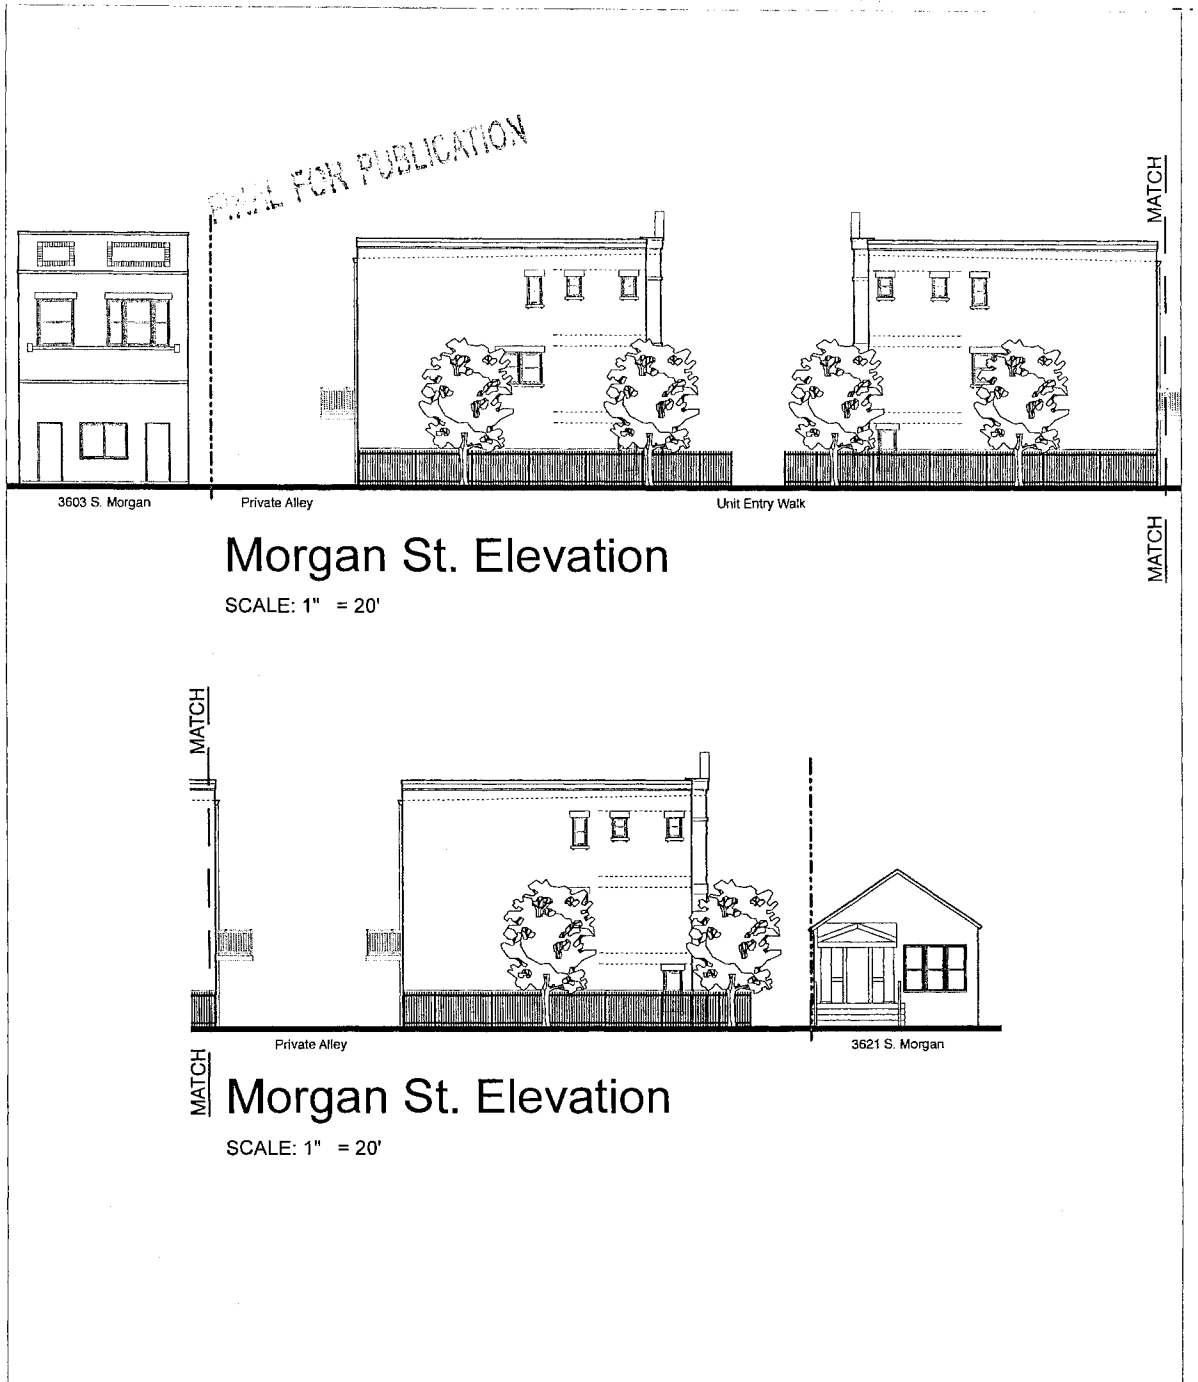 FINAL FOR PUBLICATION
MATCH
3603 S. Morgan
Private Alley
Unit Entry Walk
MATCH
Morgan St. Elevation
SCALE: 1" = 20'
MATCH
Private Alley
3621 S. Morgan
MATCH
Morgan St. Elevation
SCALE: 1" = 20'